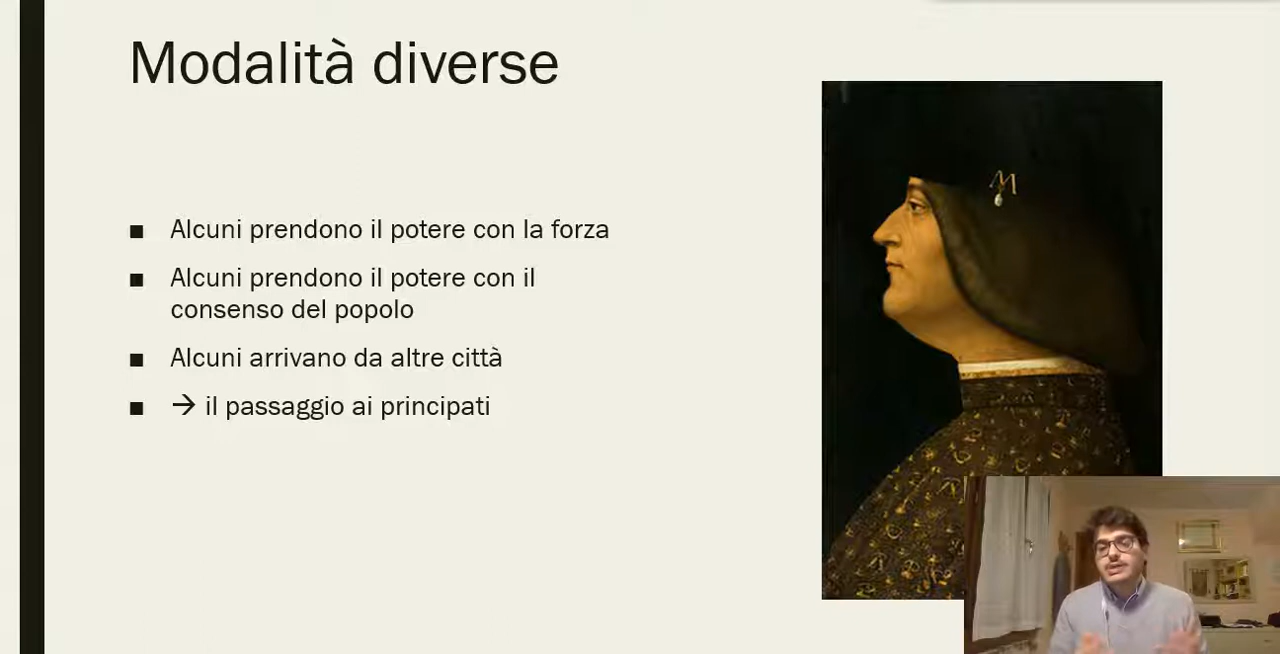 Modalità diverse
Alcuni prendono il potere con la forza
Alcuni prendono il potere con il
consenso del popolo
Alcuni arrivano da altre città
→ il passaggio ai principati
M